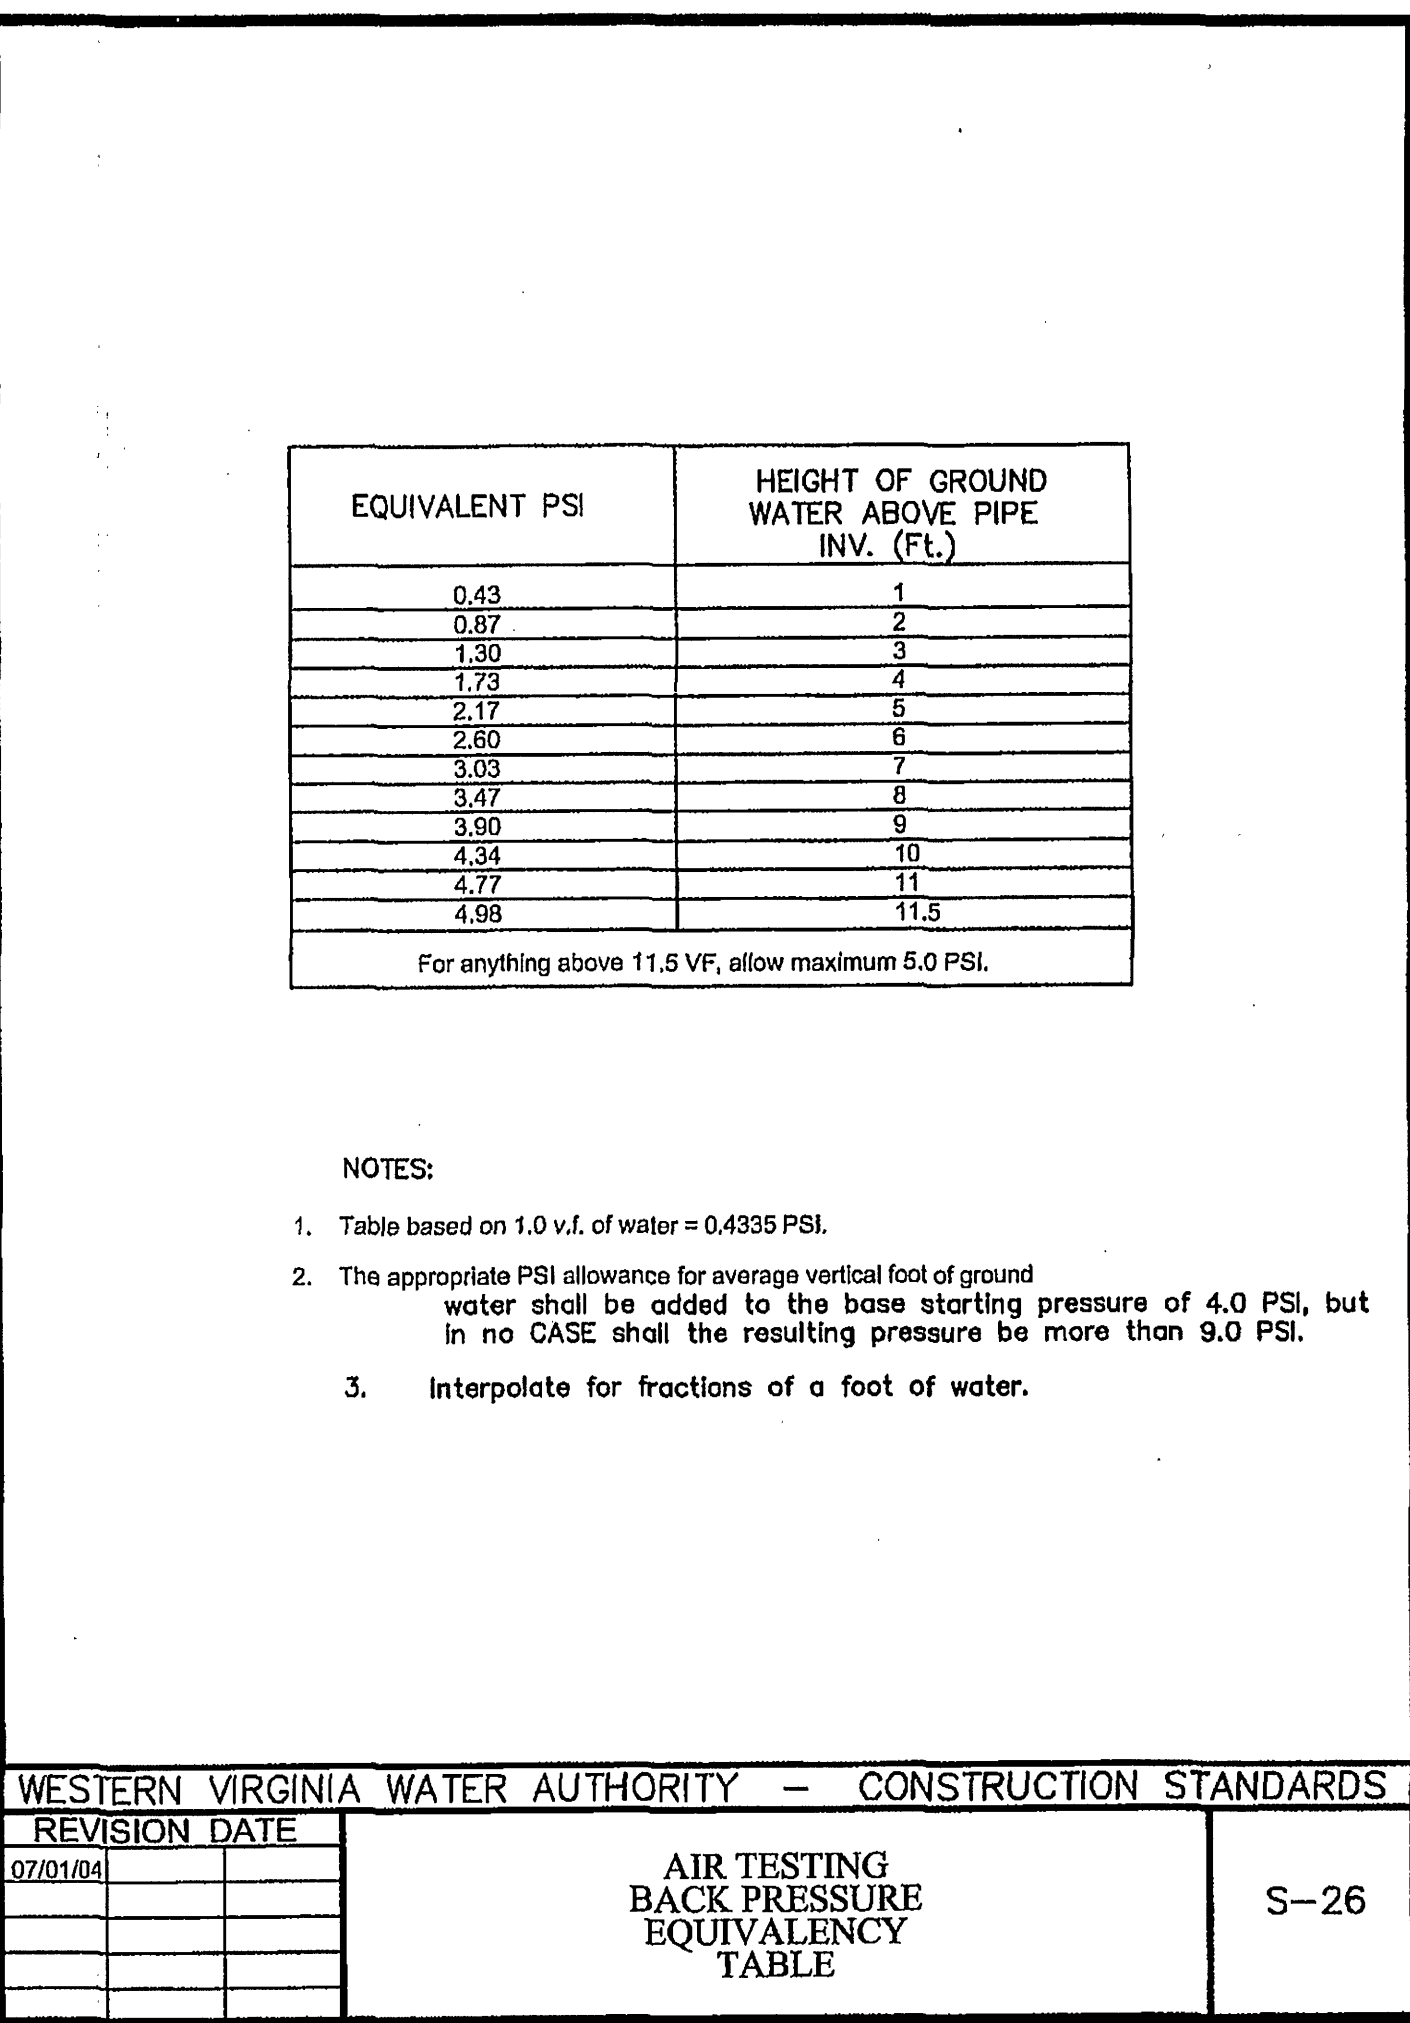 EQUIVALENT PSI
HEIGHT OF GROUND
WATER ABOVE PIPE
INV. (Ft.)
0.43 1
0.87 2
1.30 3
1.73 4
2.17 5
2.60 6
3.03 7
3.47 8
3.90 9
4.34 10
4.77 11
4.98 11.5
For anything above 11.5 VF, allow maximum 5.0 PSI.
NOTES:
1. Table based on 1.0 v.f. of water = 0.4335 PSI.
2. The appropriate PSI allowance for average vertical foot of ground
water shall be added to the base starting pressure of 4.0 PSI, but
in no CASE shall the resulting pressure be more than 9.0 PSI.
3. Interpolate for fractions of a foot of water.
WESTERN VIRGINIA WATER AUTHORITY – CONSTRUCTION STANDARDS
REVISION DATE
07/01/04
AIR TESTING
BACK PRESSURE
EQUIVALENCY
TABLE
S-26